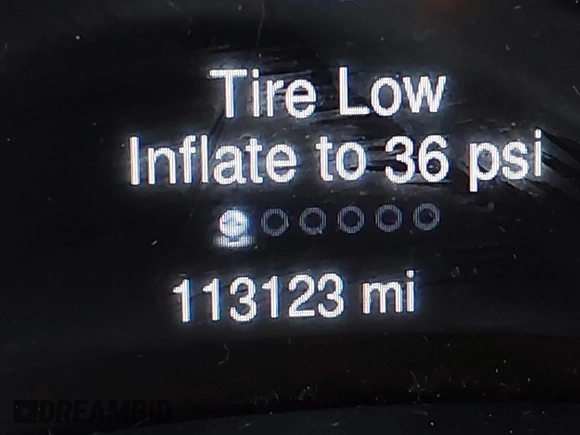 Tire Low
Inflate to 36 psi
113123 mi
DREAMBID